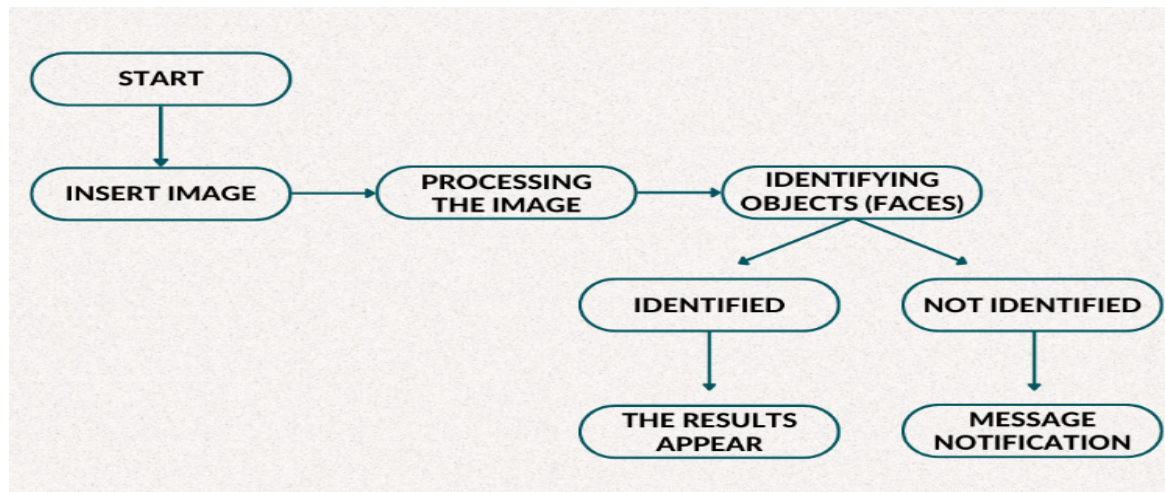 START
INSERT IMAGE
PROCESSING
THE IMAGE
IDENTIFYING
OBJECTS (FACES)
IDENTIFIED
NOT IDENTIFIED
THE RESULTS
APPEAR
MESSAGE
NOTIFICATION